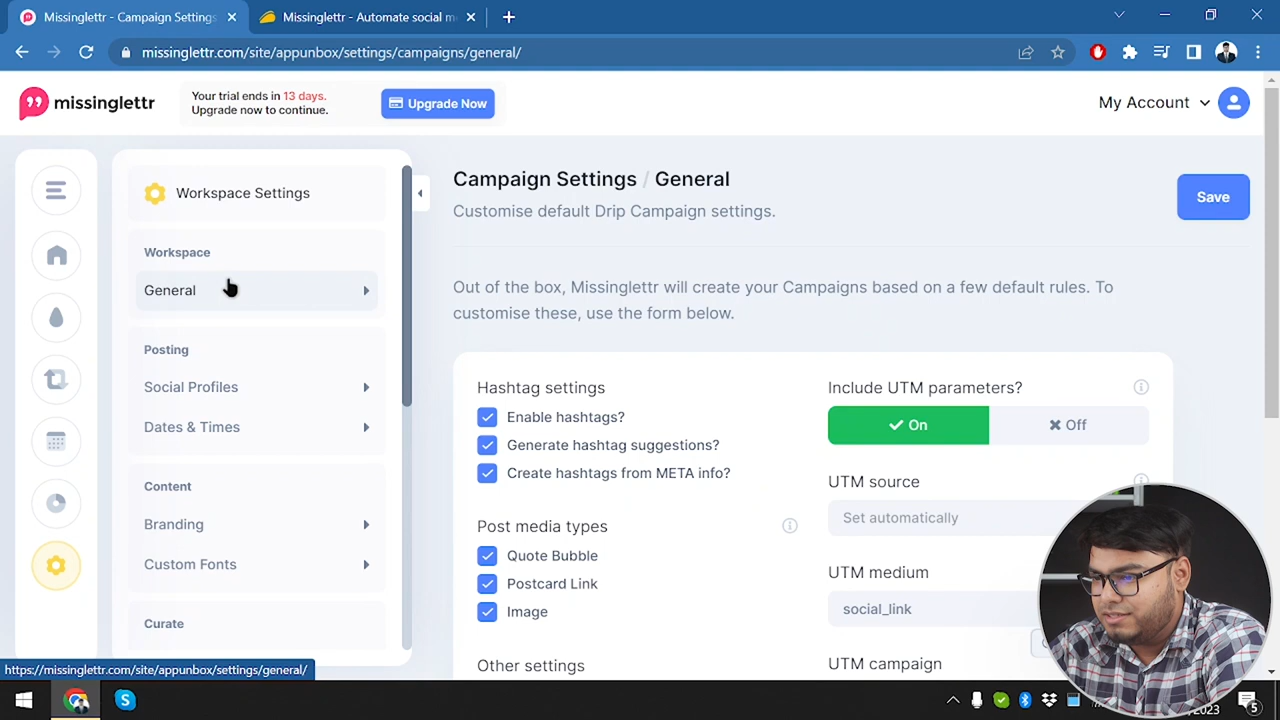 Missinglettr - Campaign Settings
Missinglettr - Automate social m
missinglettr.com/site/appunbox/settings/campaigns/general/
missinglettr
Your trial ends in 13 days.
Upgrade now to continue.
Upgrade Now
My Account
Workspace Settings
Workspace
General
Posting
Social Profiles
Dates & Times
Content
Branding
Custom Fonts
Curate
Campaign Settings / General
Customise default Drip Campaign settings.
Save
Out of the box, Missinglettr will create your Campaigns based on a few default rules. To
customise these, use the form below.
Hashtag settings
Enable hashtags?
Generate hashtag suggestions?
Create hashtags from META info?
Post media types
Quote Bubble
Postcard Link
Image
Other settings
Include UTM parameters?
On
Off
UTM source
Set automatically
UTM medium
social_link
UTM campaign
https://missinglettr.com/site/appunbox/settings/general/
2023
5